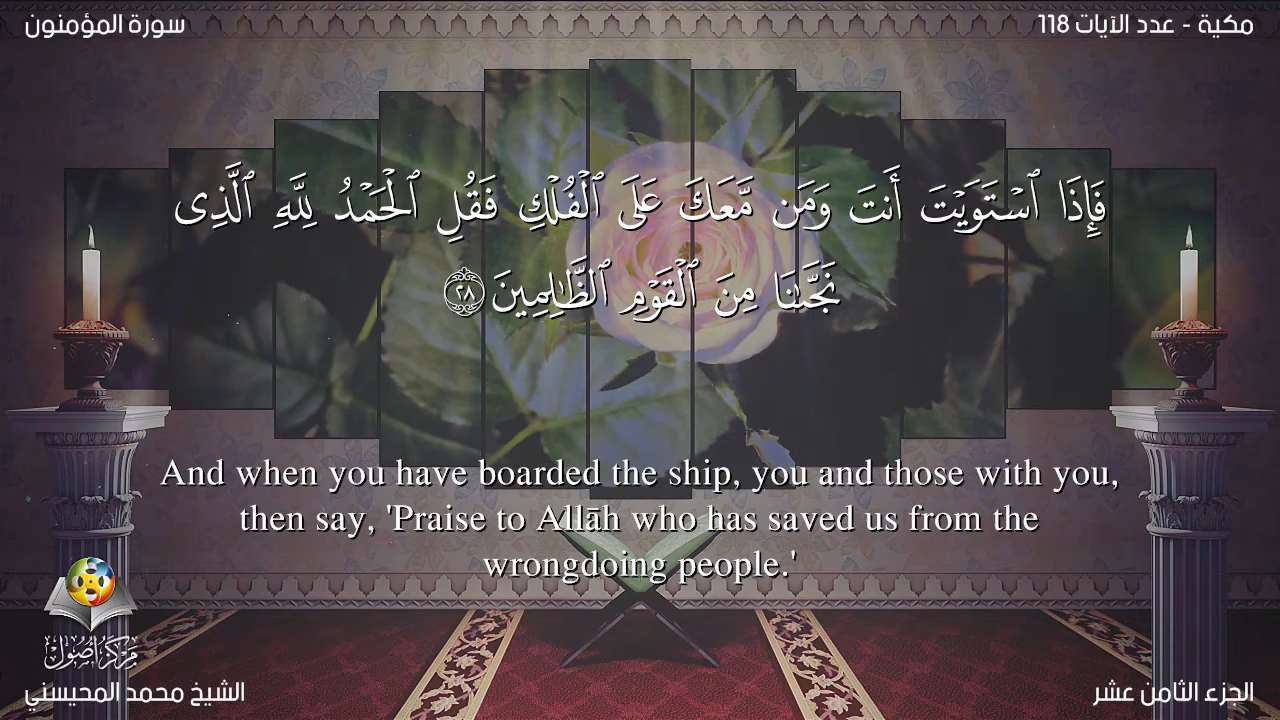 سورة المؤمنون
مكية - عدد الآيات 118
فَإِذَا ٱسْتَوَيْتَ أَنتَ وَمَن مَّعَكَ عَلَى ٱلْفُلْكِ فَقُلِ ٱلْحَمْدُ لِلَّهِ ٱلَّذِى
نَجَّىٰنَا مِنَ ٱلْقَوْمِ ٱلظَّٰلِمِينَ ٢٨
And when you have boarded the ship, you and those with you,
then say, 'Praise to Allāh who has saved us from the
wrongdoing people.'
مركز أصول
الشيخ محمد المحيسني
الجزء الثامن عشر